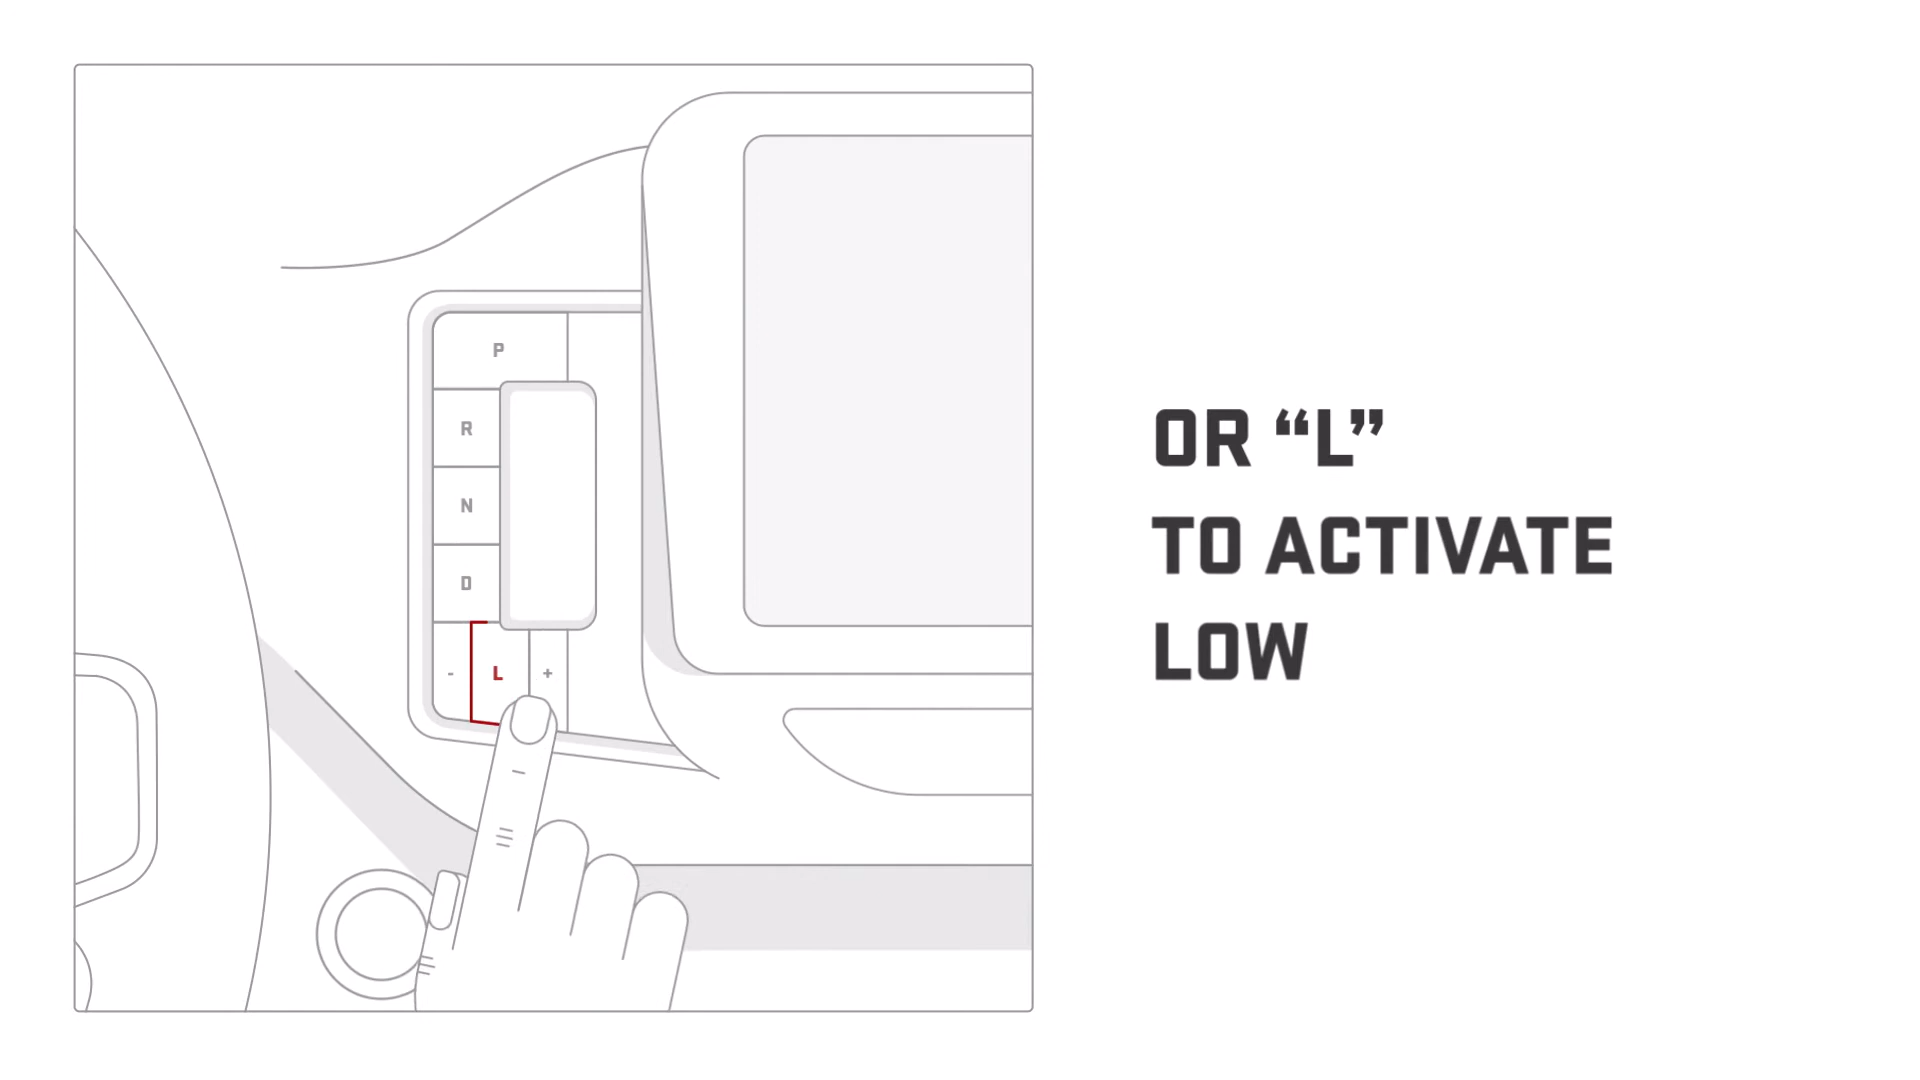 P
R
N
D
- L +
OR “L”
TO ACTIVATE
LOW